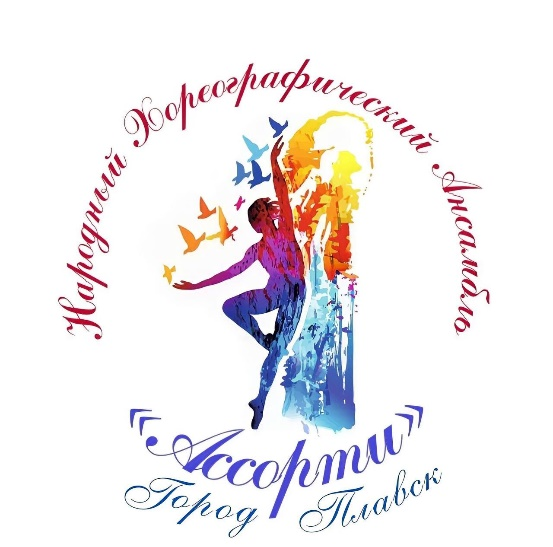 Народный Хореографический Ансамбль
«Ассорти»
Город Плавск